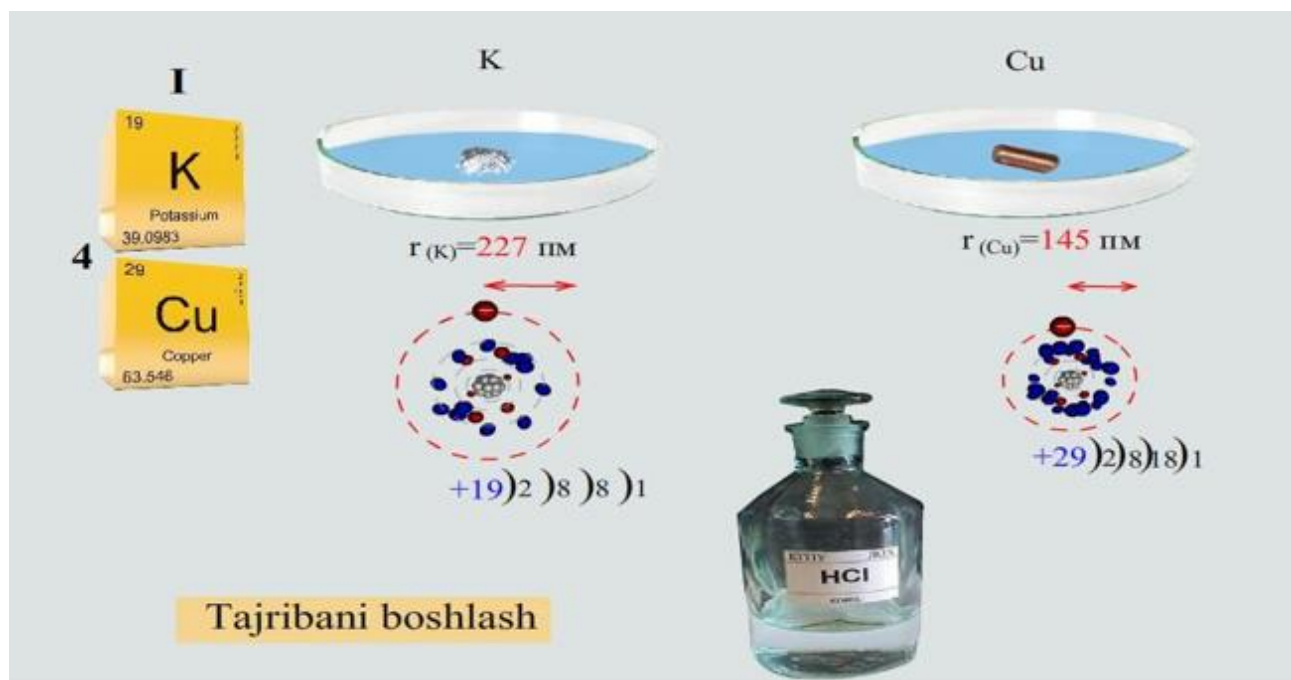 I
19
K
Potassium
39.0983
4
29
Cu
Copper
63.546
K
r (K)=227 пм
+19)2 )8 )8 )1
Cu
r (Cu)=145 пм
+29)2)8)18)1
HCl
Tajribani boshlash